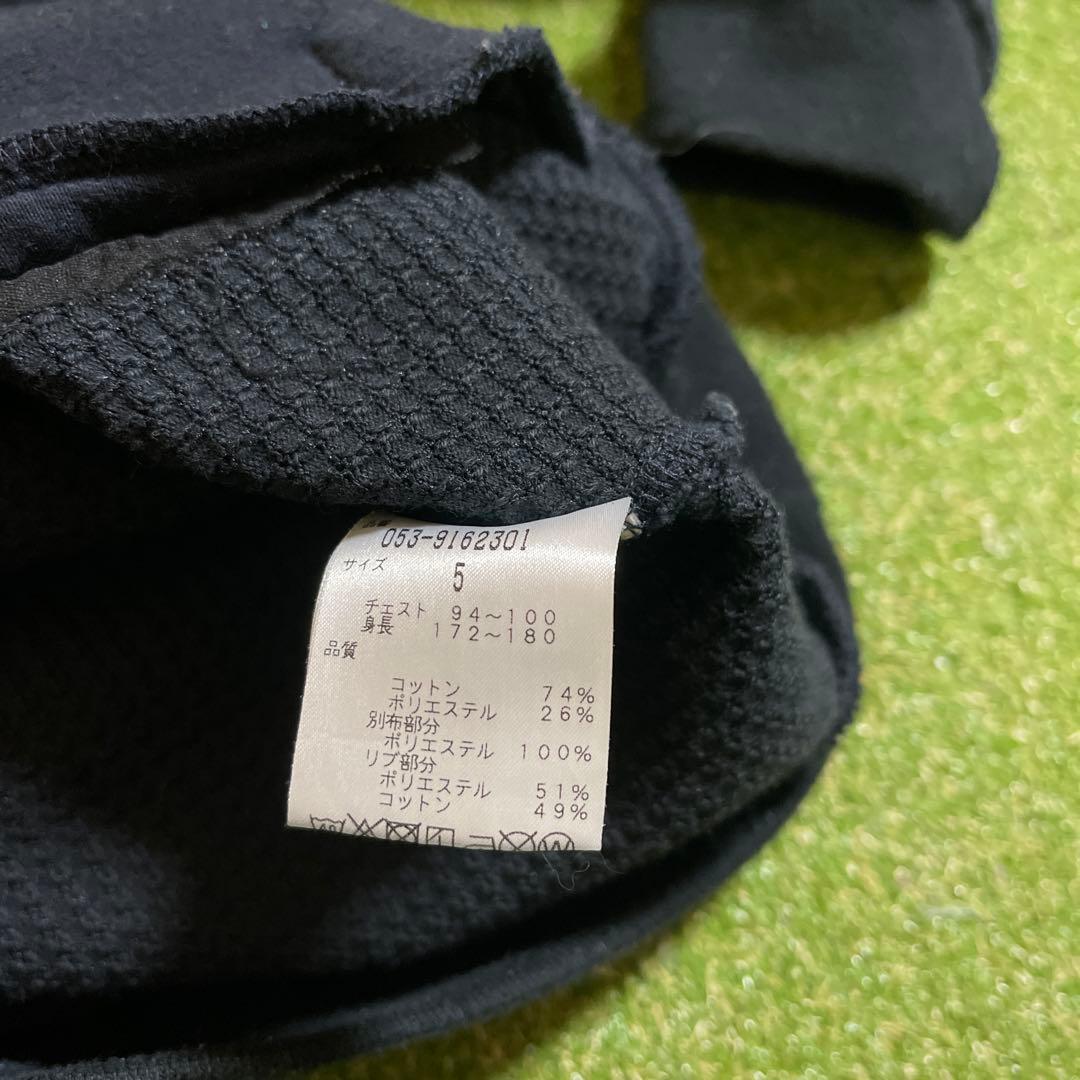 品番
053-9162301
サイズ
5
チェスト 94~100
身長 172~180
品質
コットン 74%
ポリエステル 26%
別布部分
ポリエステル 100%
リブ部分
ポリエステル 51%
コットン 49%